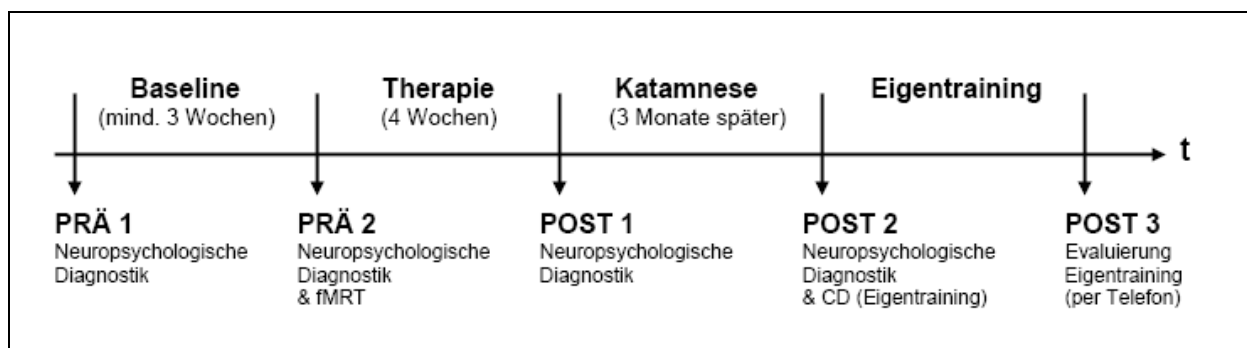 Baseline
(mind. 3 Wochen)
Therapie
(4 Wochen)
Katamnese
(3 Monate später)
Eigentraining
t
PRÄ 1
Neuropsychologische
Diagnostik
PRÄ 2
Neuropsychologische
Diagnostik
& fMRT
POST 1
Neuropsychologische
Diagnostik
POST 2
Neuropsychologische
Diagnostik
& CD (Eigentraining)
POST 3
Evaluierung
Eigentraining
(per Telefon)